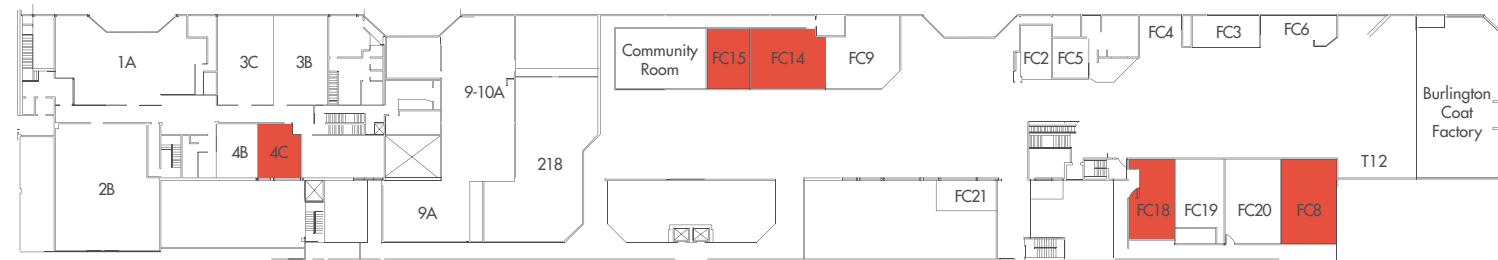 1A
3C
3B
9-10A
Community
Room
FC15
FC14
FC9
FC2
FC5
FC4
FC3
FC6
Burlington
Coat
Factory
4B
4C
2B
9A
218
FC21
FC18
FC19
FC20
FC8
T12